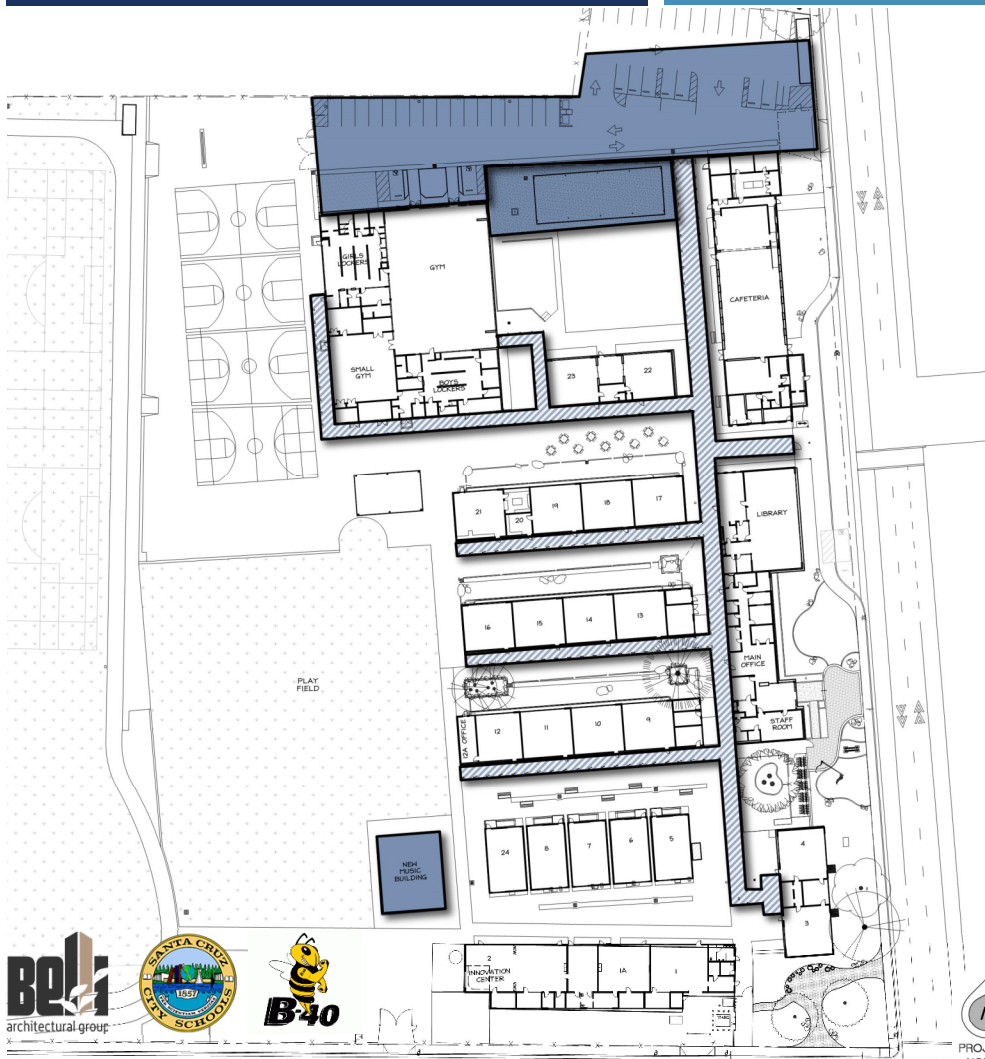 GIRLS
LOCKERS
GYM
CAFETERIA
SMALL
GYM
BOYS
LOCKERS
23
22
21
20
19
18
17
LIBRARY
16
15
14
13
MAIN
OFFICE
PLAY
FIELD
STAFF
ROOM
12A OFFICE
12
11
10
9
24
8
7
6
5
4
3
NEW
MUSIC
BUILDING
2
INNOVATION
CENTER
1A
1
BELLI
architectural group
SANTA CRUZ
1857
CITY SCHOOLS
B-40